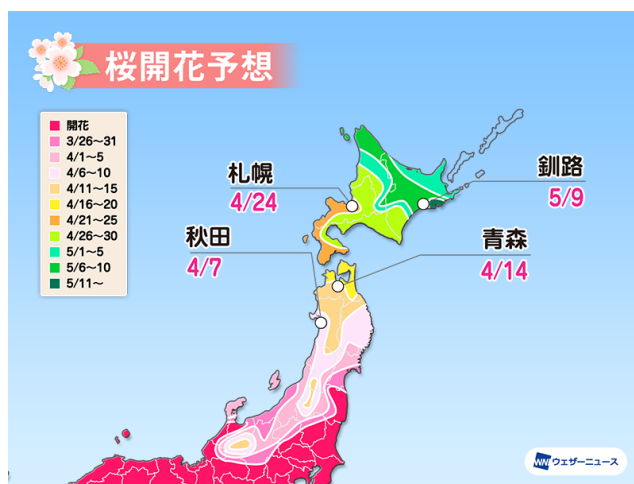 桜開花予想
開花
3/26〜31
4/1〜5
4/6〜10
4/11〜15
4/16〜20
4/21〜25
4/26〜30
5/1〜5
5/6〜10
5/11〜
札幌
4/24
釧路
5/9
秋田
4/7
青森
4/14
WN ウェザーニュース